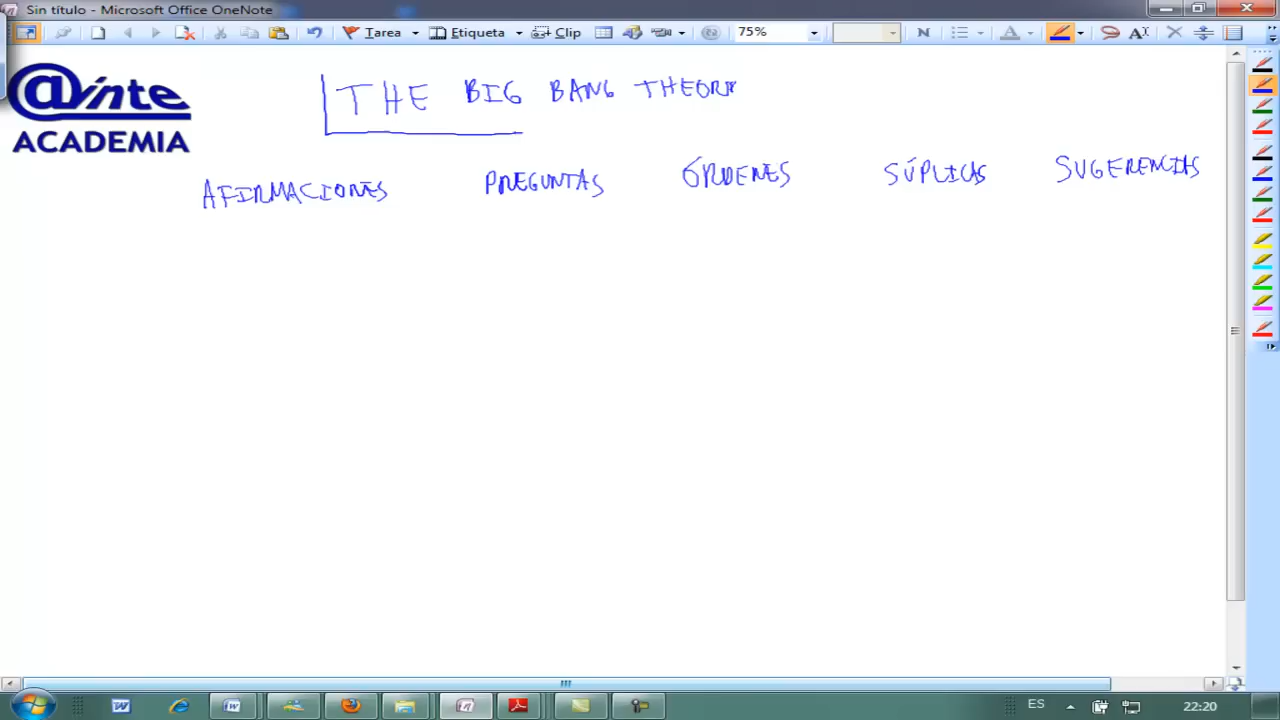 Sin título - Microsoft Office OneNote
Tarea Etiqueta Clip 75% N A A
@inte
ACADEMIA
THE BIG BANG THEORY
AFIRMACIONES PREGUNTAS ÓRDENES SÚPLICAS SUGERENCIAS
ES 22:20